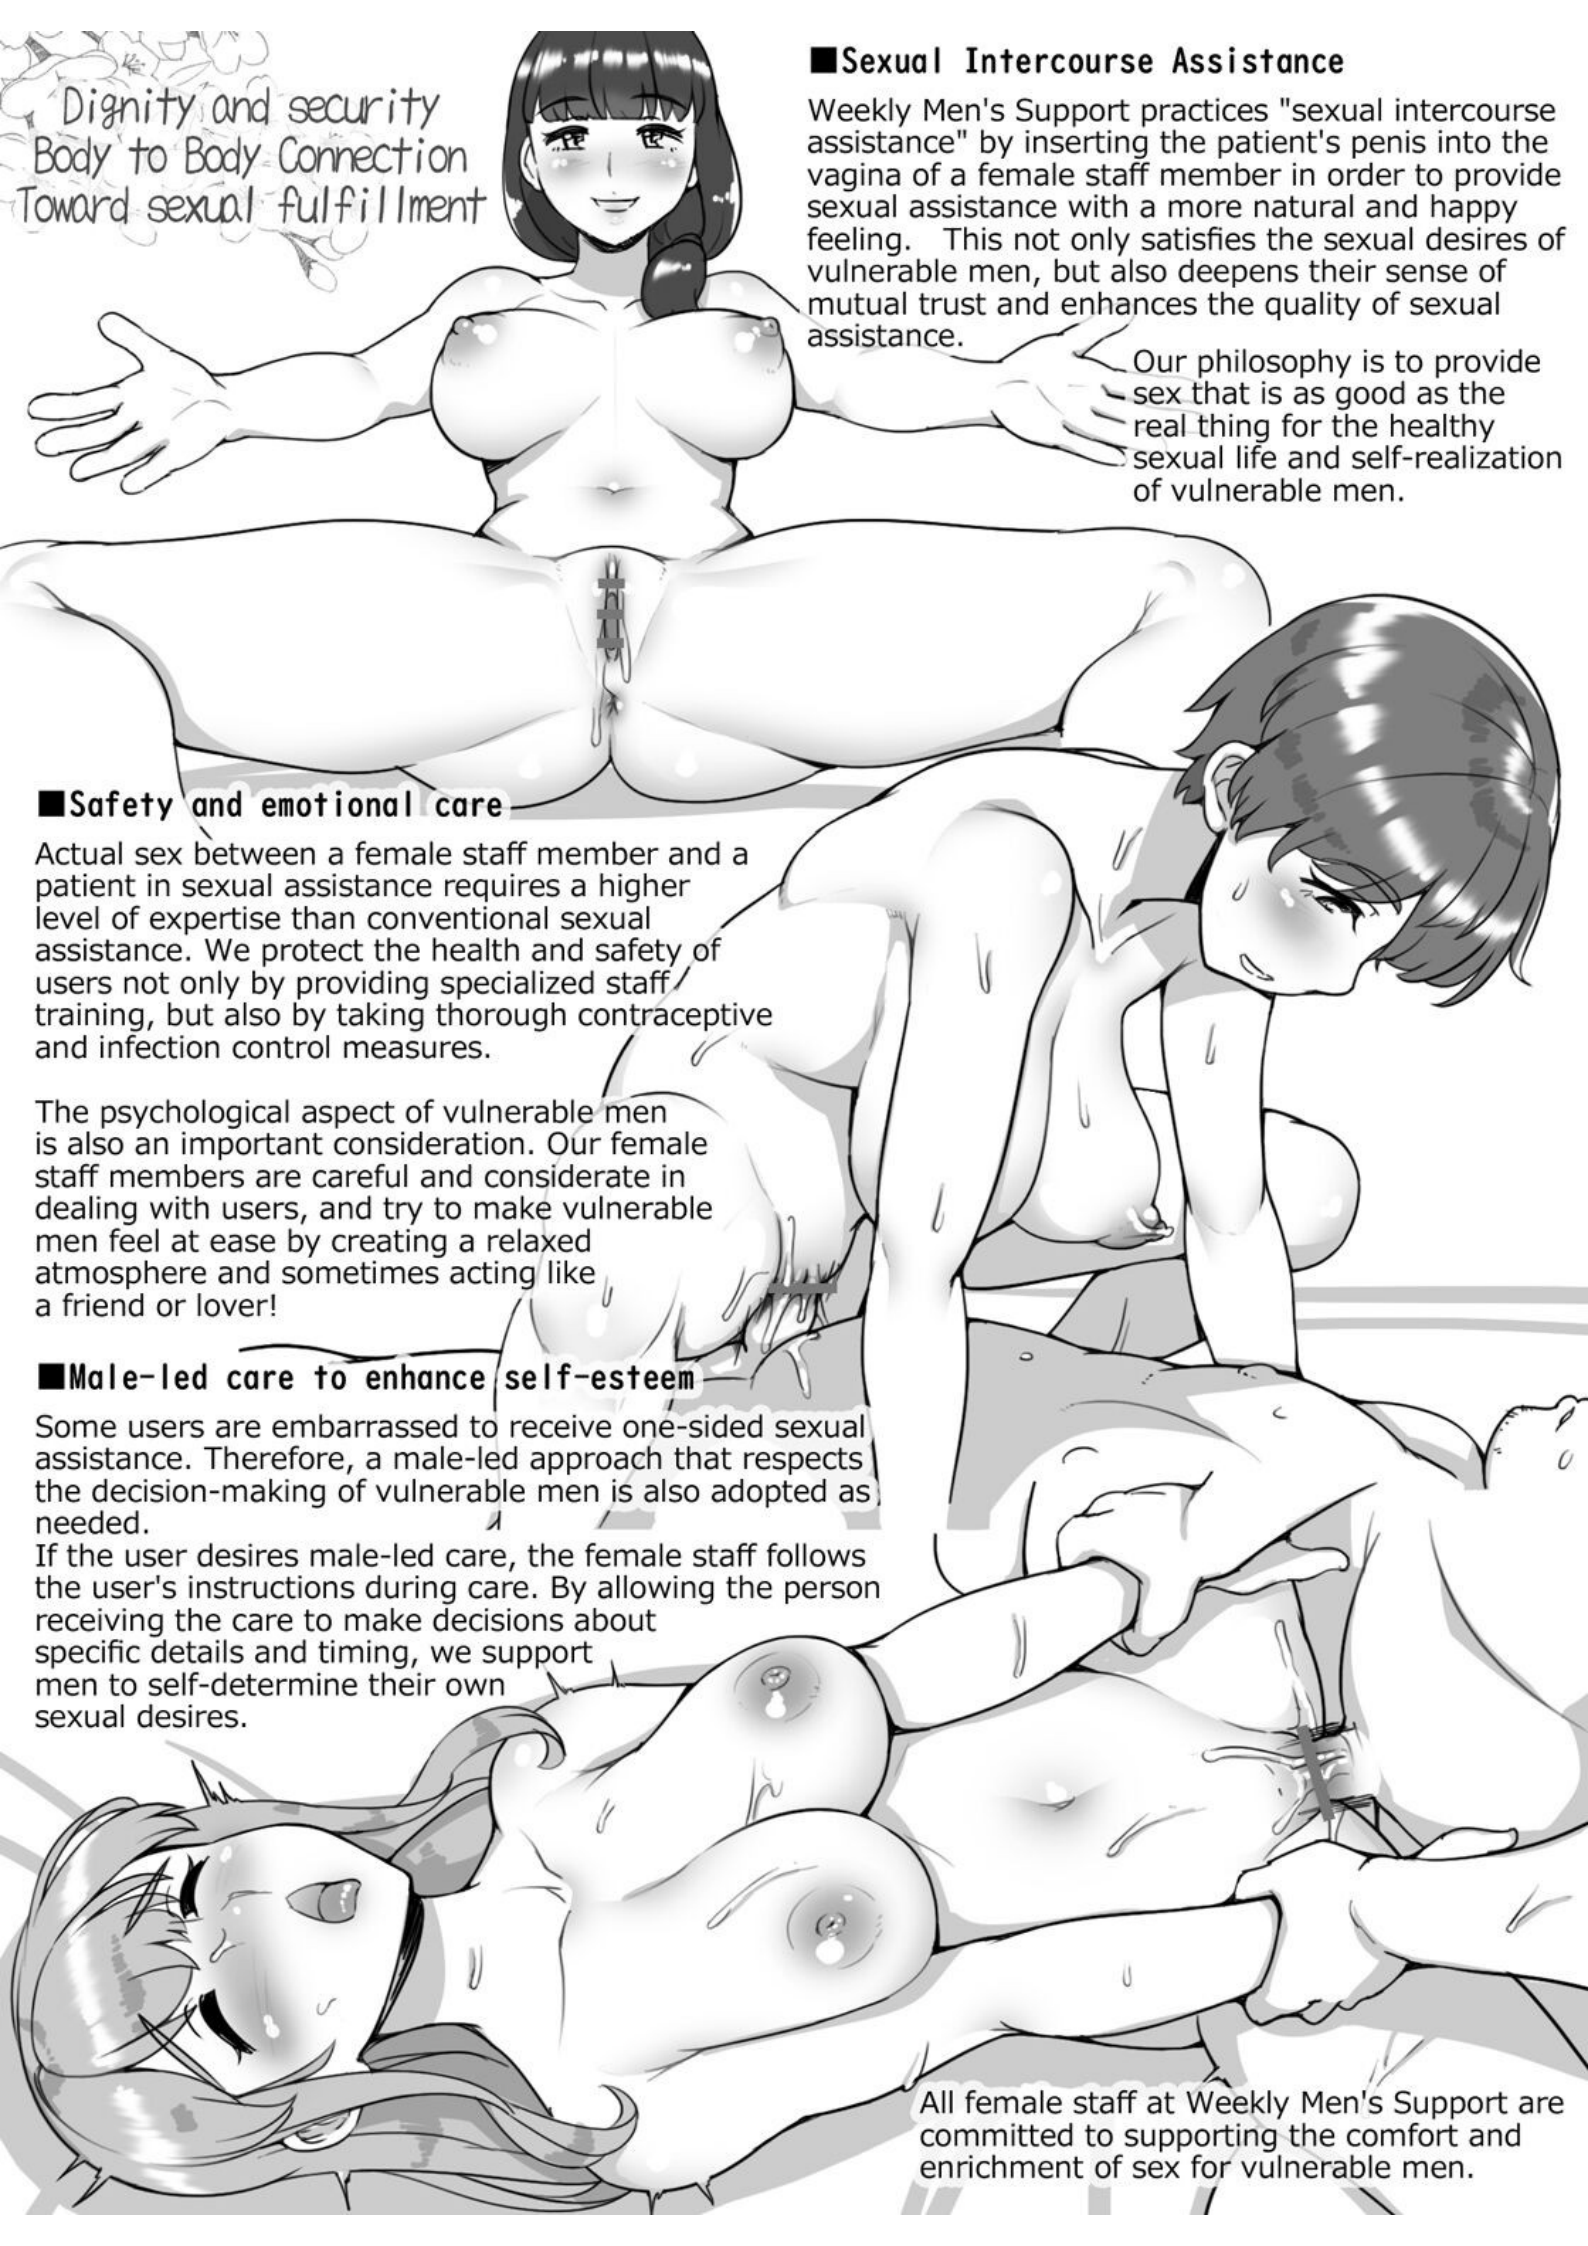 Dignity and security
Body to Body Connection
Toward sexual fulfillment
■Sexual Intercourse Assistance
Weekly Men's Support practices "sexual intercourse
assistance" by inserting the patient's penis into the
vagina of a female staff member in order to provide
sexual assistance with a more natural and happy
feeling. This not only satisfies the sexual desires of
vulnerable men, but also deepens their sense of
mutual trust and enhances the quality of sexual
assistance.
Our philosophy is to provide
sex that is as good as the
real thing for the healthy
sexual life and self-realization
of vulnerable men.
■Safety and emotional care
Actual sex between a female staff member and a
patient in sexual assistance requires a higher
level of expertise than conventional sexual
assistance. We protect the health and safety of
users not only by providing specialized staff
training, but also by taking thorough contraceptive
and infection control measures.
The psychological aspect of vulnerable men
is also an important consideration. Our female
staff members are careful and considerate in
dealing with users, and try to make vulnerable
men feel at ease by creating a relaxed
atmosphere and sometimes acting like
a friend or lover!
■Male-led care to enhance self-esteem
Some users are embarrassed to receive one-sided sexual
assistance. Therefore, a male-led approach that respects
the decision-making of vulnerable men is also adopted as
needed.
If the user desires male-led care, the female staff follows
the user's instructions during care. By allowing the person
receiving the care to make decisions about
specific details and timing, we support
men to self-determine their own
sexual desires.
All female staff at Weekly Men's Support are
committed to supporting the comfort and
enrichment of sex for vulnerable men.